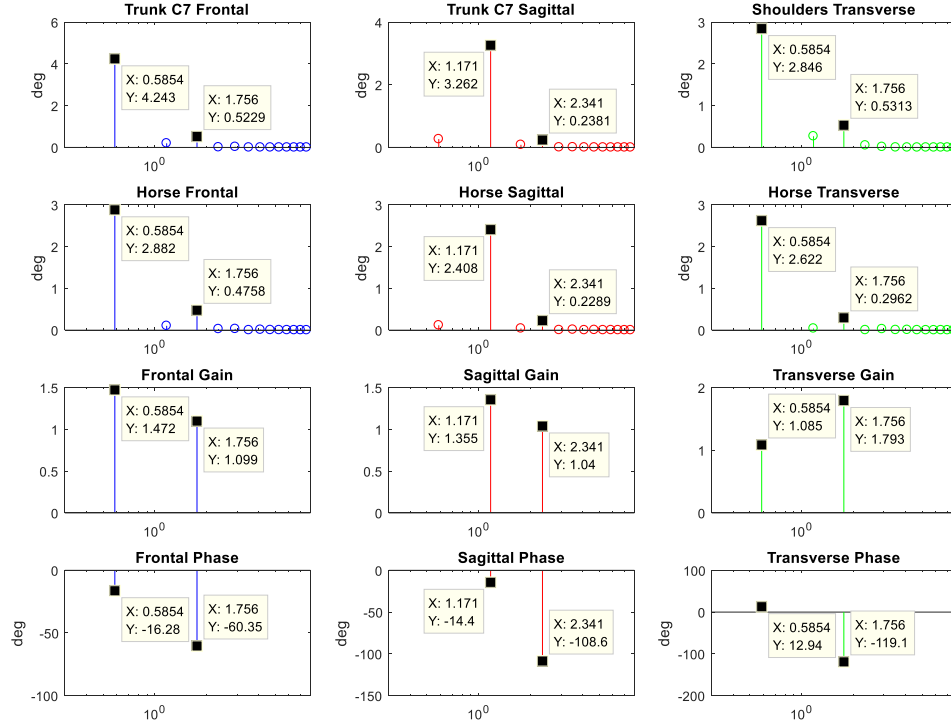 Trunk C7 Frontal
6
4
2
0
deg
X: 0.5854
Y: 4.243
X: 1.756
Y: 0.5229
10^0
Trunk C7 Sagittal
4
2
0
deg
X: 1.171
Y: 3.262
X: 2.341
Y: 0.2381
10^0
Shoulders Transverse
3
2
1
0
deg
X: 0.5854
Y: 2.846
X: 1.756
Y: 0.5313
10^0
Horse Frontal
3
2
1
0
deg
X: 0.5854
Y: 2.882
X: 1.756
Y: 0.4758
10^0
Horse Sagittal
3
2
1
0
deg
X: 1.171
Y: 2.408
X: 2.341
Y: 0.2289
10^0
Horse Transverse
3
2
1
0
deg
X: 0.5854
Y: 2.622
X: 1.756
Y: 0.2962
10^0
Frontal Gain
1.5
1
0.5
0
X: 0.5854
Y: 1.472
X: 1.756
Y: 1.099
10^0
Sagittal Gain
1.5
1
0.5
0
X: 1.171
Y: 1.355
X: 2.341
Y: 1.04
10^0
Transverse Gain
2
1
0
X: 0.5854
Y: 1.085
X: 1.756
Y: 1.793
10^0
Frontal Phase
0
-50
-100
deg
X: 0.5854
Y: -16.28
X: 1.756
Y: -60.35
10^0
Sagittal Phase
0
-50
-100
-150
deg
X: 1.171
Y: -14.4
X: 2.341
Y: -108.6
10^0
Transverse Phase
100
0
-100
-200
deg
X: 0.5854
Y: 12.94
X: 1.756
Y: -119.1
10^0